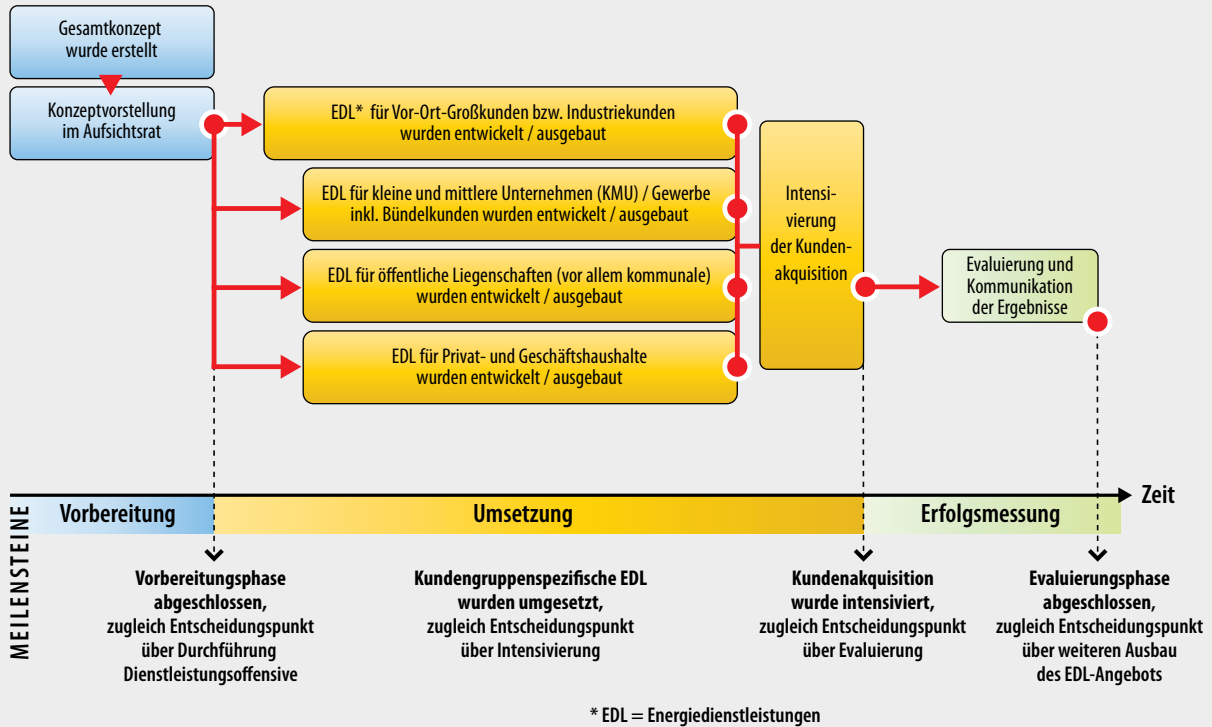 Gesamtkonzept
wurde erstellt
Konzeptvorstellung
im Aufsichtsrat
EDL* für Vor-Ort-Großkunden bzw. Industriekunden
wurden entwickelt / ausgebaut
EDL für kleine und mittlere Unternehmen (KMU) / Gewerbe
inkl. Bündelkunden wurden entwickelt / ausgebaut
EDL für öffentliche Liegenschaften (vor allem kommunale)
wurden entwickelt / ausgebaut
EDL für Privat- und Geschäftshaushalte
wurden entwickelt / ausgebaut
Intensi-
vierung
der Kunden-
akquisition
Evaluierung und
Kommunikation
der Ergebnisse
Zeit
MEILENSTEINE
Vorbereitung
Umsetzung
Erfolgsmessung
Vorbereitungsphase
abgeschlossen,
zugleich Entscheidungspunkt
über Durchführung
Dienstleistungsoffensive
Kundengruppenspezifische EDL
wurden umgesetzt,
zugleich Entscheidungspunkt
über Intensivierung
Kundenakquisition
wurde intensiviert,
zugleich Entscheidungspunkt
über Evaluierung
Evaluierungsphase
abgeschlossen,
zugleich Entscheidungspunkt
über weiteren Ausbau
des EDL-Angebots
* EDL = Energiedienstleistungen